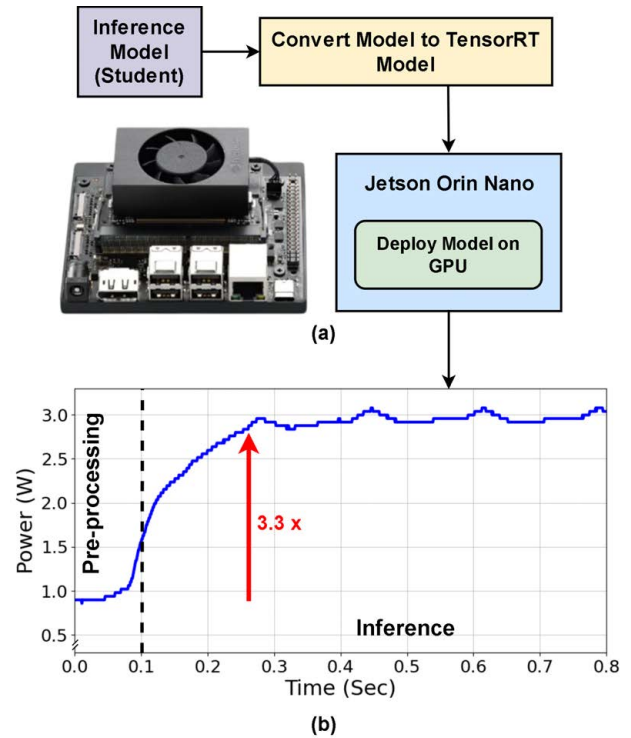 Inference
Model
(Student)
Convert Model to TensorRT
Model
Jetson Orin Nano
Deploy Model on
GPU
(a)
Power (W)
3.0
2.5
2.0
1.5
1.0
0.5
Pre-processing
3.3 x
Inference
0.0 0.1 0.2 0.3 0.4 0.5 0.6 0.7 0.8
Time (Sec)
(b)